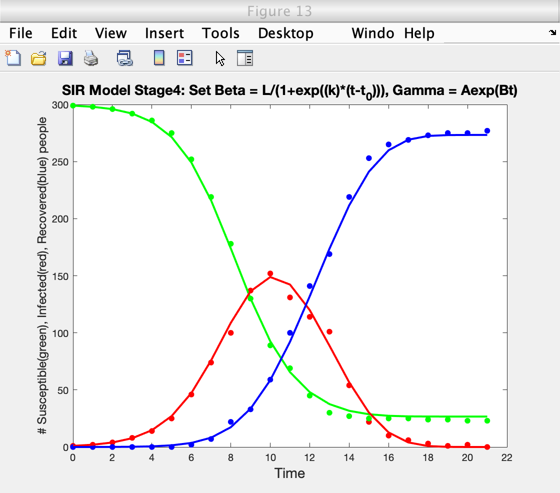 Figure 13
File Edit View Insert Tools Desktop Windo Help
SIR Model Stage4: Set Beta = L/(1+exp((k)*(t-t0))), Gamma = Aexp(Bt)
# Susceptible(green), Infected(red), Recovered(blue) people
300
250
200
150
100
50
0
0 2 4 6 8 10 12 14 16 18 20 22
Time